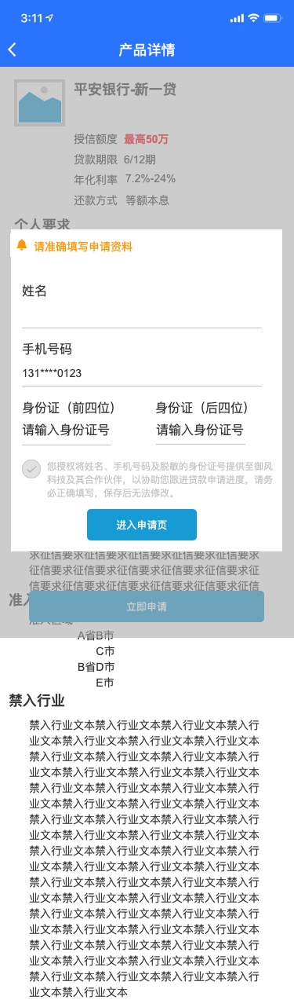 3:11
产品详情
平安银行-新一贷
授信额度 最高50万
贷款期限 6/12期
年化利率 7.2%-24%
还款方式 等额本息
个人要求
请准确填写申请资料
姓名
手机号码
131****0123
身份证（前四位） 身份证（后四位）
请输入身份证号 请输入身份证号
您授权将姓名、手机号码及脱敏的身份证号提供至御风
科技及其合作伙伴，以协助您跟进贷款申请进度，请务
必正确填写，保存后无法修改。
进入申请页
求征信要求征信要求征信要求征信要求征信要求
征信要求征信要求征信要求征信要求征信要求征
信要求征信要求征信要求征信要求征信要求征信
准入
立即申请
准入区域
A省B市
C市
B省D市
E市
禁入行业
禁入行业文本禁入行业文本禁入行业文本禁入行
业文本禁入行业文本禁入行业文本禁入行业文本
禁入行业文本禁入行业文本禁入行业文本禁入行
业文本禁入行业文本禁入行业文本禁入行业文本
禁入行业文本禁入行业文本禁入行业文本禁入行
业文本禁入行业文本禁入行业文本禁入行业文本
禁入行业文本禁入行业文本禁入行业文本禁入行
业文本禁入行业文本禁入行业文本禁入行业文本
禁入行业文本禁入行业文本禁入行业文本禁入行
业文本禁入行业文本禁入行业文本禁入行业文本
禁入行业文本禁入行业文本禁入行业文本禁入行
业文本禁入行业文本禁入行业文本禁入行业文本
禁入行业文本禁入行业文本禁入行业文本禁入行
业文本禁入行业文本禁入行业文本禁入行业文本
禁入行业文本禁入行业文本禁入行业文本禁入行
业文本禁入行业文本禁入行业文本禁入行业文本
禁入行业文本禁入行业文本禁入行业文本禁入行
业文本禁入行业文本